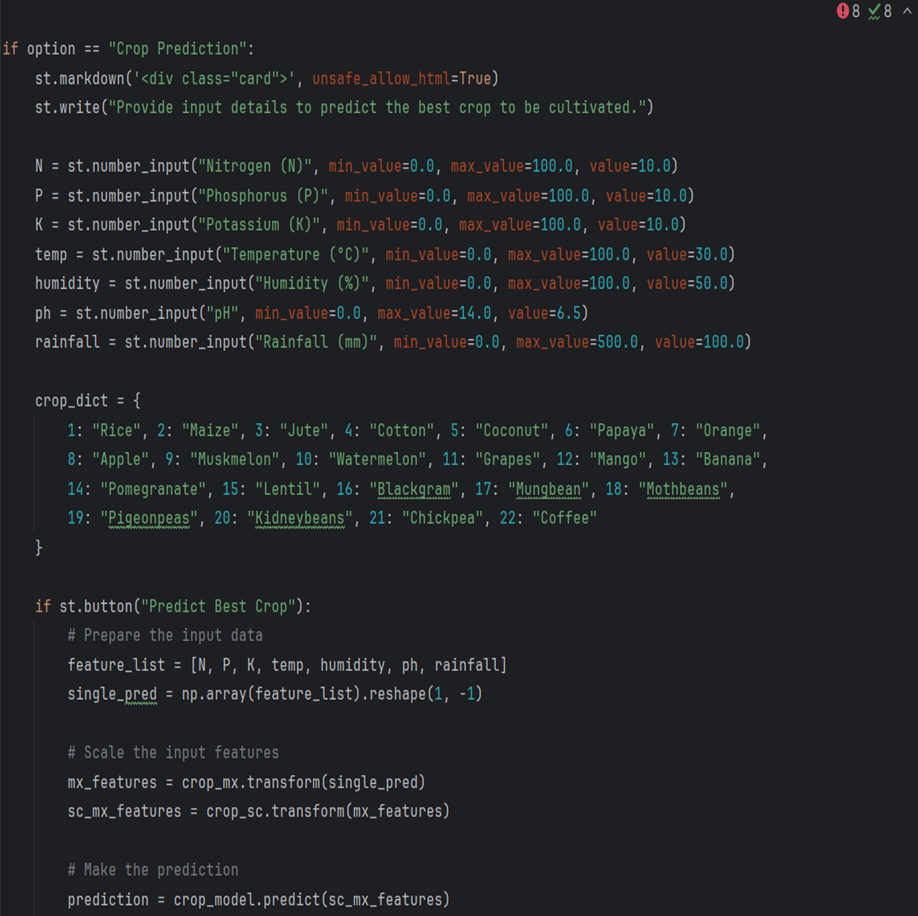 8 8
if option == "Crop Prediction":
st.markdown('<div class="card">', unsafe_allow_html=True)
st.write("Provide input details to predict the best crop to be cultivated.")
N = st.number_input("Nitrogen (N)", min_value=0.0, max_value=100.0, value=10.0)
P = st.number_input("Phosphorus (P)", min_value=0.0, max_value=100.0, value=10.0)
K = st.number_input("Potassium (K)", min_value=0.0, max_value=100.0, value=10.0)
temp = st.number_input("Temperature (°C)", min_value=0.0, max_value=100.0, value=30.0)
humidity = st.number_input("Humidity (%)", min_value=0.0, max_value=100.0, value=50.0)
ph = st.number_input("pH", min_value=0.0, max_value=14.0, value=6.5)
rainfall = st.number_input("Rainfall (mm)", min_value=0.0, max_value=500.0, value=100.0)
crop_dict = {
1: "Rice", 2: "Maize", 3: "Jute", 4: "Cotton", 5: "Coconut", 6: "Papaya", 7: "Orange",
8: "Apple", 9: "Muskmelon", 10: "Watermelon", 11: "Grapes", 12: "Mango", 13: "Banana",
14: "Pomegranate", 15: "Lentil", 16: "Blackgram", 17: "Mungbean", 18: "Mothbeans",
19: "Pigeonpeas", 20: "Kidneybeans", 21: "Chickpea", 22: "Coffee"
}
if st.button("Predict Best Crop"):
# Prepare the input data
feature_list = [N, P, K, temp, humidity, ph, rainfall]
single_pred = np.array(feature_list).reshape(1, -1)
# Scale the input features
mx_features = crop_mx.transform(single_pred)
sc_mx_features = crop_sc.transform(mx_features)
# Make the prediction
prediction = crop_model.predict(sc_mx_features)